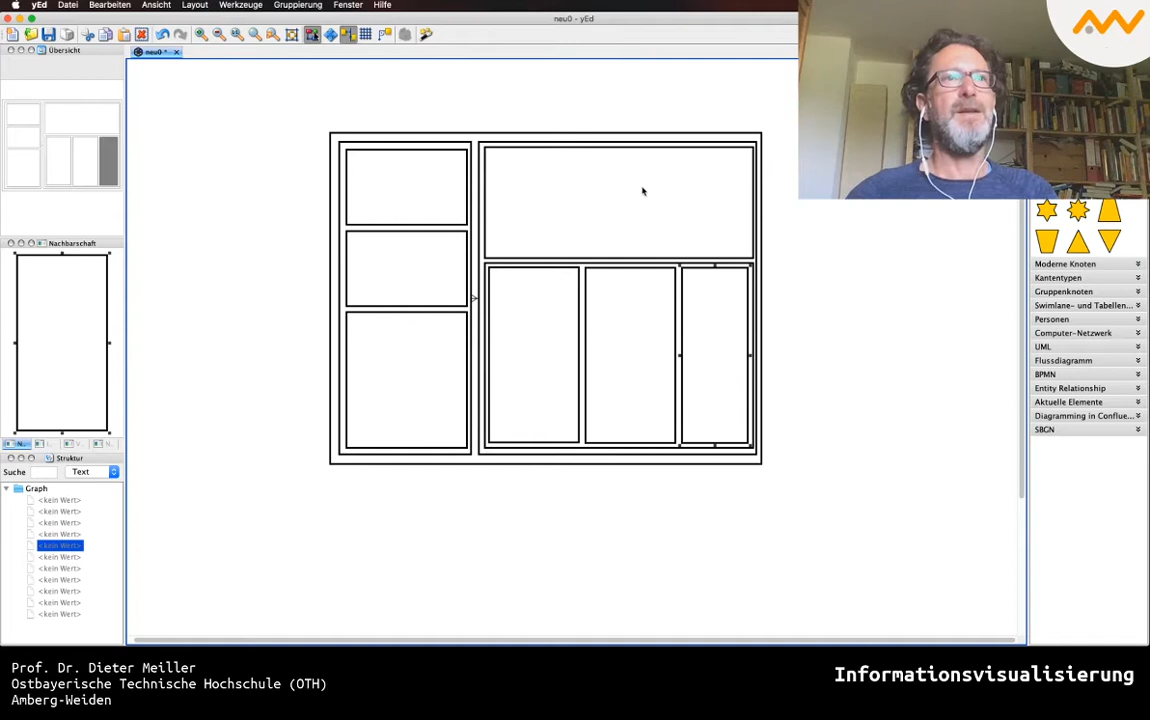 yEd Datei Bearbeiten Ansicht Layout Werkzeuge Gruppierung Fenster Hilfe
neu0 - yEd
Übersicht
neu0 *
Nachbarschaft
N...
Struktur
Suche
Text
Graph
<kein Wert>
<kein Wert>
<kein Wert>
<kein Wert>
<kein Wert>
<kein Wert>
<kein Wert>
<kein Wert>
<kein Wert>
<kein Wert>
<kein Wert>
Moderne Knoten
Kantentypen
Gruppenknoten
Swimlane- und Tabellen...
Personen
Computer-Netzwerk
UML
Flussdiagramm
BPMN
Entity Relationship
Aktuelle Elemente
Diagramming in Conflue...
SBGN
Prof. Dr. Dieter Meiller
Ostbayerische Technische Hochschule (OTH)
Amberg-Weiden
Informationsvisualisierung